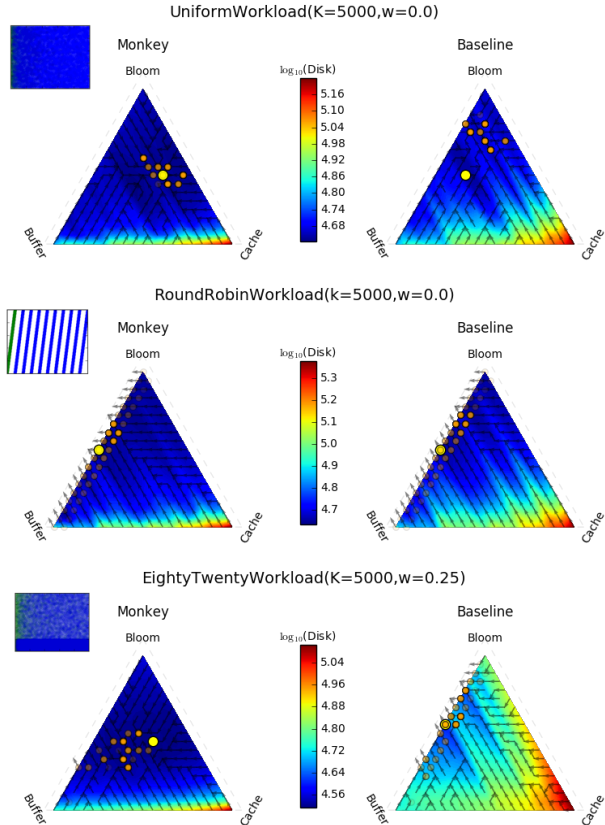 UniformWorkload(K=5000,w=0.0)
Monkey
Baseline
Bloom
log10(Disk)
Bloom
5.16
5.10
5.04
4.98
4.92
4.86
4.80
4.74
4.68
Buffer
Cache
Buffer
Cache
RoundRobinWorkload(k=5000,w=0.0)
Monkey
Baseline
Bloom
log10(Disk)
Bloom
5.3
5.2
5.1
5.0
4.9
4.8
4.7
Buffer
Cache
Buffer
Cache
EightyTwentyWorkload(K=5000,w=0.25)
Monkey
Baseline
Bloom
log10(Disk)
Bloom
5.04
4.96
4.88
4.80
4.72
4.64
4.56
Buffer
Cache
Buffer
Cache